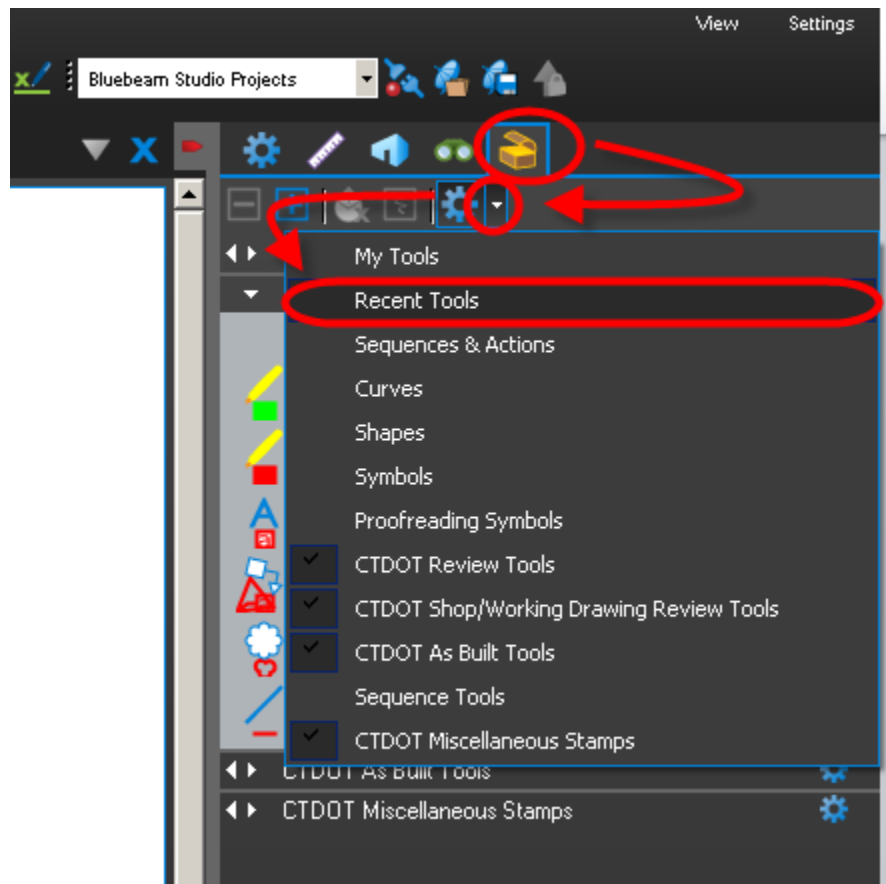 View Settings
Bluebeam Studio Projects
My Tools
Recent Tools
Sequences & Actions
Curves
Shapes
Symbols
Proofreading Symbols
CTDOT Review Tools
CTDOT Shop/Working Drawing Review Tools
CTDOT As Built Tools
Sequence Tools
CTDOT Miscellaneous Stamps
CTDOT As Built Tools
CTDOT Miscellaneous Stamps